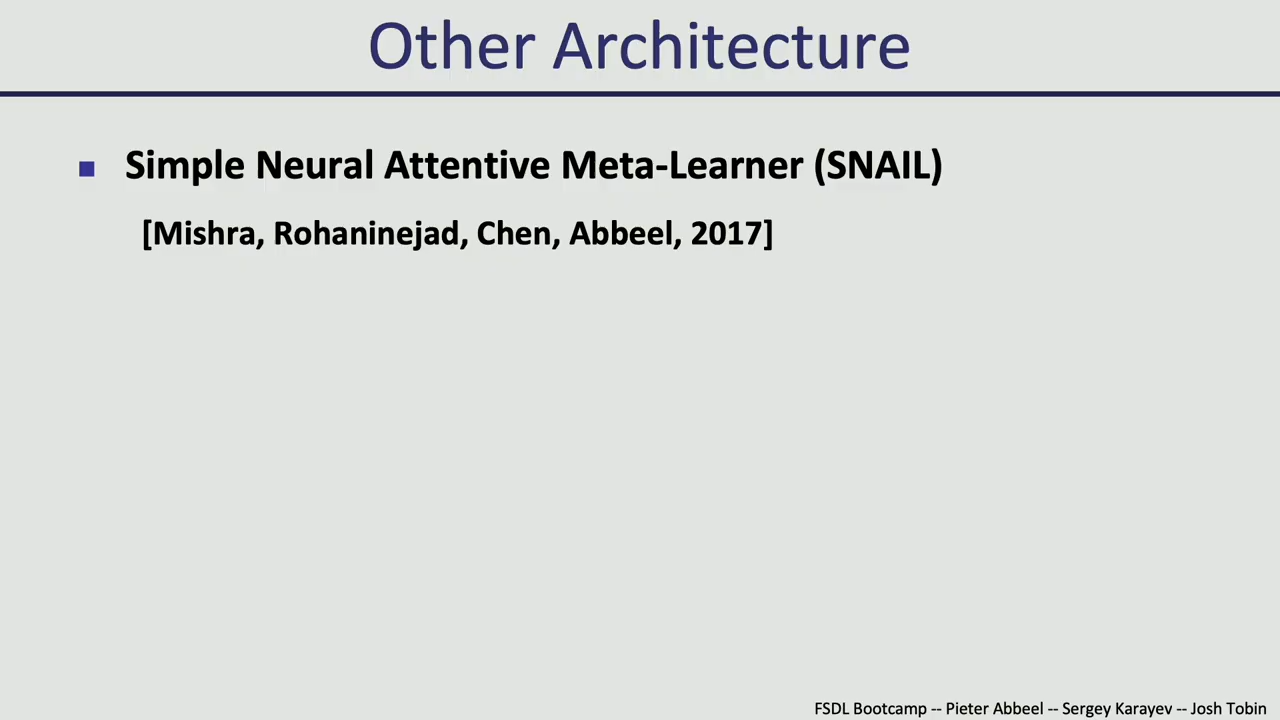 Other Architecture
Simple Neural Attentive Meta-Learner (SNAIL)
[Mishra, Rohaninejad, Chen, Abbeel, 2017]
FSDL Bootcamp -- Pieter Abbeel -- Sergey Karayev -- Josh Tobin